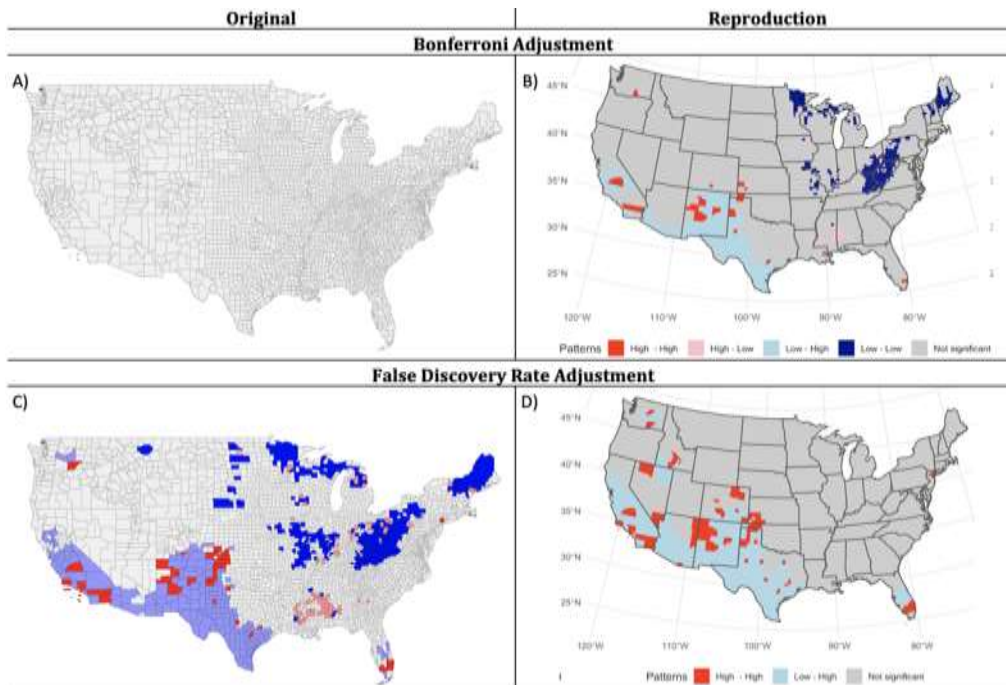 Original Reproduction
Bonferroni Adjustment
A) B)
45°N
40°N
35°N
30°N
25°N
120°W 110°W 100°W 90°W 80°W
Patterns High - High High - Low Low - High Low - Low Not significant
False Discovery Rate Adjustment
C) D)
45°N
40°N
35°N
30°N
25°N
120°W 110°W 100°W 90°W 80°W
Patterns High - High Low - High Not significant